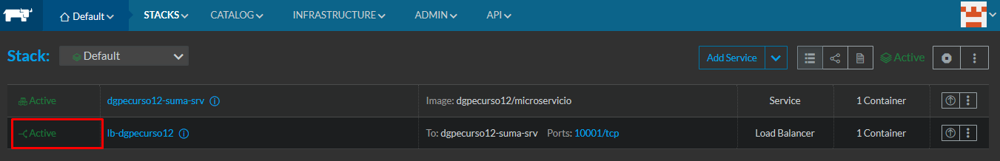 Default STACKS CATALOG INFRASTRUCTURE ADMIN API
Stack: Default Add Service Active
Active dgpecurso12-suma-srv Image: dgpecurso12/microservicio Service 1 Container
Active lb-dgpecurso12 To: dgpecurso12-suma-srv Ports: 10001/tcp Load Balancer 1 Container